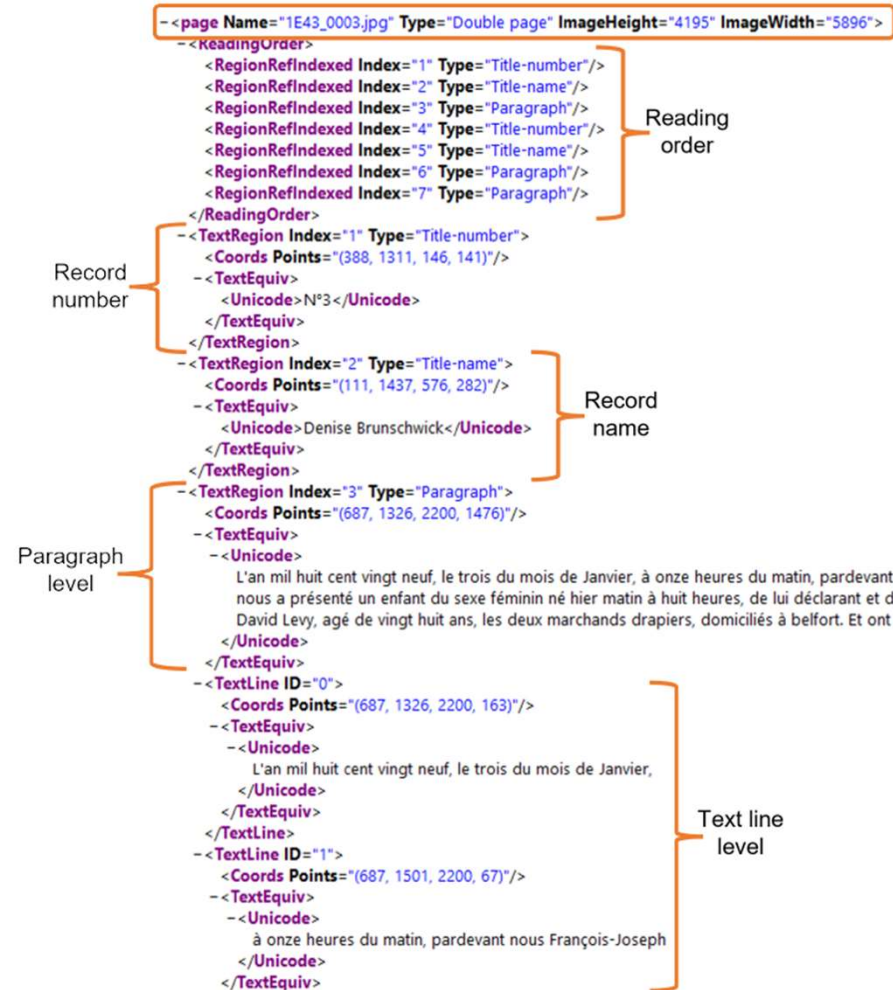 -<page Name="1E43_0003.jpg" Type="Double page" ImageHeight="4195" ImageWidth="5896">
-<ReadingOrder>
<RegionRefIndexed Index="1" Type="Title-number"/>
<RegionRefIndexed Index="2" Type="Title-name"/>
<RegionRefIndexed Index="3" Type="Paragraph"/>
<RegionRefIndexed Index="4" Type="Title-number"/>
<RegionRefIndexed Index="5" Type="Title-name"/>
<RegionRefIndexed Index="6" Type="Paragraph"/>
<RegionRefIndexed Index="7" Type="Paragraph"/>
</ReadingOrder>
Reading
order
-<TextRegion Index="1" Type="Title-number">
<Coords Points="(388, 1311, 146, 141)"/>
-<TextEquiv>
<Unicode>N°3</Unicode>
</TextEquiv>
</TextRegion>
Record
number
-<TextRegion Index="2" Type="Title-name">
<Coords Points="(111, 1437, 576, 282)"/>
-<TextEquiv>
<Unicode>Denise Brunschwick</Unicode>
</TextEquiv>
</TextRegion>
Record
name
-<TextRegion Index="3" Type="Paragraph">
<Coords Points="(687, 1326, 2200, 1476)"/>
-<TextEquiv>
-<Unicode>
L'an mil huit cent vingt neuf, le trois du mois de Janvier, à onze heures du matin, pardevant
nous a présenté un enfant du sexe féminin né hier matin à huit heures, de lui déclarant et d
David Levy, agé de vingt huit ans, les deux marchands drapiers, domiciliés à belfort. Et ont
</Unicode>
</TextEquiv>
Paragraph
level
-<TextLine ID="0">
<Coords Points="(687, 1326, 2200, 163)"/>
-<TextEquiv>
-<Unicode>
L'an mil huit cent vingt neuf, le trois du mois de Janvier,
</Unicode>
</TextEquiv>
</TextLine>
-<TextLine ID="1">
<Coords Points="(687, 1501, 2200, 67)"/>
-<TextEquiv>
-<Unicode>
à onze heures du matin, pardevant nous François-Joseph
</Unicode>
</TextEquiv>
Text line
level